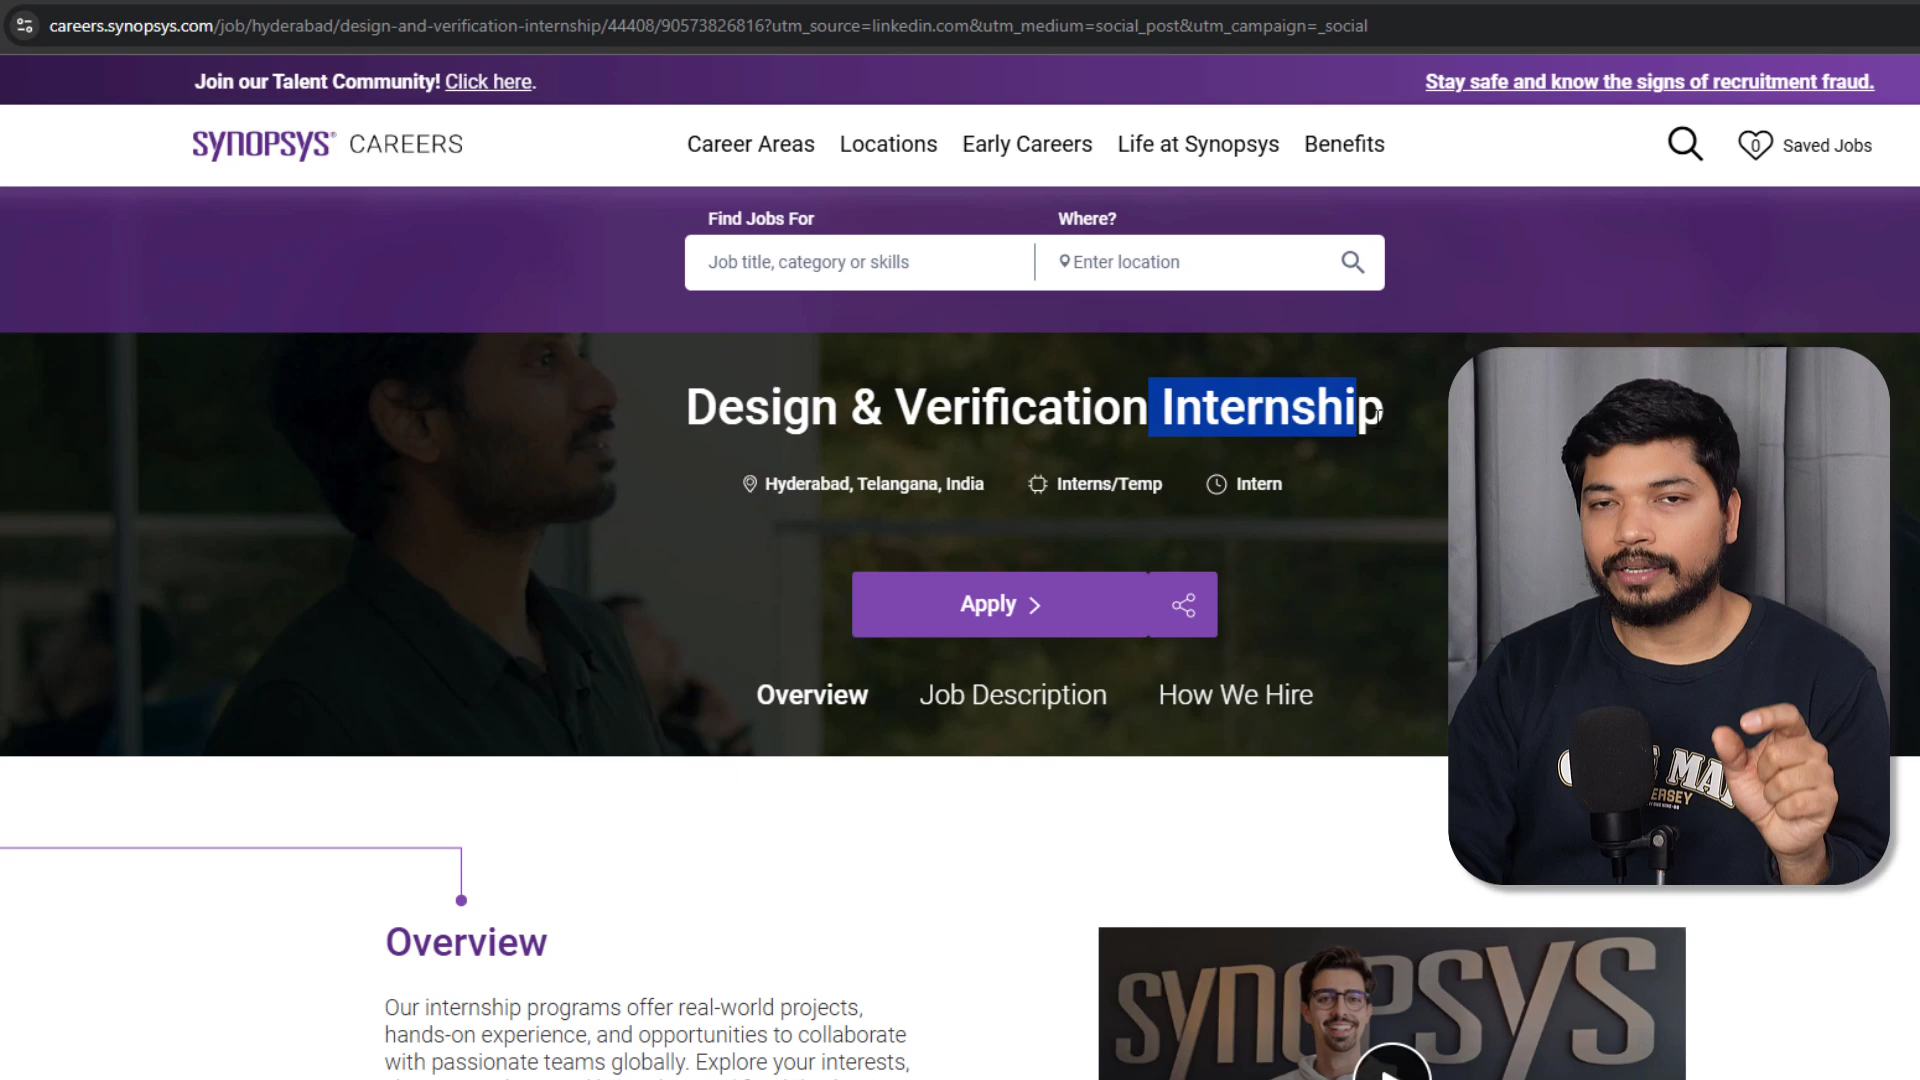 careers.synopsys.com/job/hyderabad/design-and-verification-internship/44408/90573826816?utm_source=linkedin.com&utm_medium=social_post&utm_campaign=_social
Join our Talent Community! Click here.
Stay safe and know the signs of recruitment fraud.
SYNOPSYS® CAREERS
Career Areas
Locations
Early Careers
Life at Synopsys
Benefits
0
Saved Jobs
Find Jobs For
Where?
Job title, category or skills
Enter location
Design & Verification Internship
Hyderabad, Telangana, India
Interns/Temp
Intern
Apply
Overview
Job Description
How We Hire
MA
ERSEY
Overview
Our internship programs offer real-world projects,
hands-on experience, and opportunities to collaborate
with passionate teams globally. Explore your interests,
SYNOPSYS